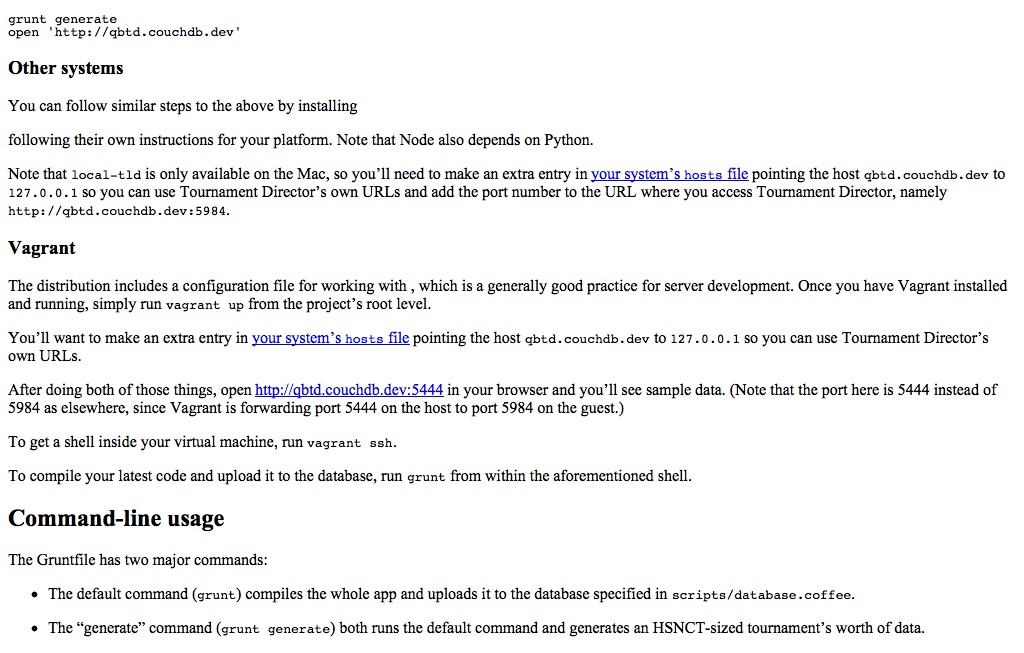 grunt generate
open 'http://qbtd.couchdb.dev'
Other systems
You can follow similar steps to the above by installing
following their own instructions for your platform. Note that Node also depends on Python.
Note that local-tld is only available on the Mac, so you’ll need to make an extra entry in your system’s hosts file pointing the host qbtd.couchdb.dev to
127.0.0.1 so you can use Tournament Director’s own URLs and add the port number to the URL where you access Tournament Director, namely
http://qbtd.couchdb.dev:5984.
Vagrant
The distribution includes a configuration file for working with , which is a generally good practice for server development. Once you have Vagrant installed
and running, simply run vagrant up from the project’s root level.
You’ll want to make an extra entry in your system’s hosts file pointing the host qbtd.couchdb.dev to 127.0.0.1 so you can use Tournament Director’s
own URLs.
After doing both of those things, open http://qbtd.couchdb.dev:5444 in your browser and you’ll see sample data. (Note that the port here is 5444 instead of
5984 as elsewhere, since Vagrant is forwarding port 5444 on the host to port 5984 on the guest.)
To get a shell inside your virtual machine, run vagrant ssh.
To compile your latest code and upload it to the database, run grunt from within the aforementioned shell.
Command-line usage
The Gruntfile has two major commands:
• The default command (grunt) compiles the whole app and uploads it to the database specified in scripts/database.coffee.
• The “generate” command (grunt generate) both runs the default command and generates an HSNCT-sized tournament’s worth of data.